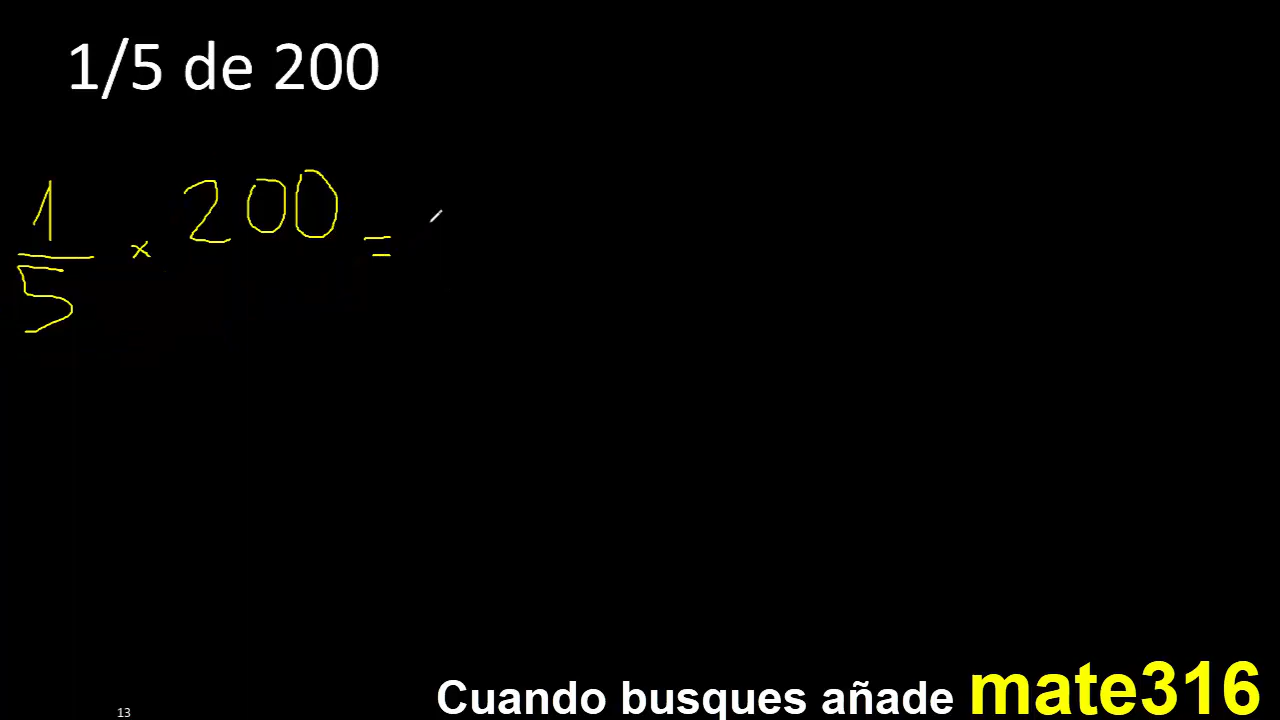 1/5 de 200
1/5 × 200 =
13
Cuando busques añade mate316